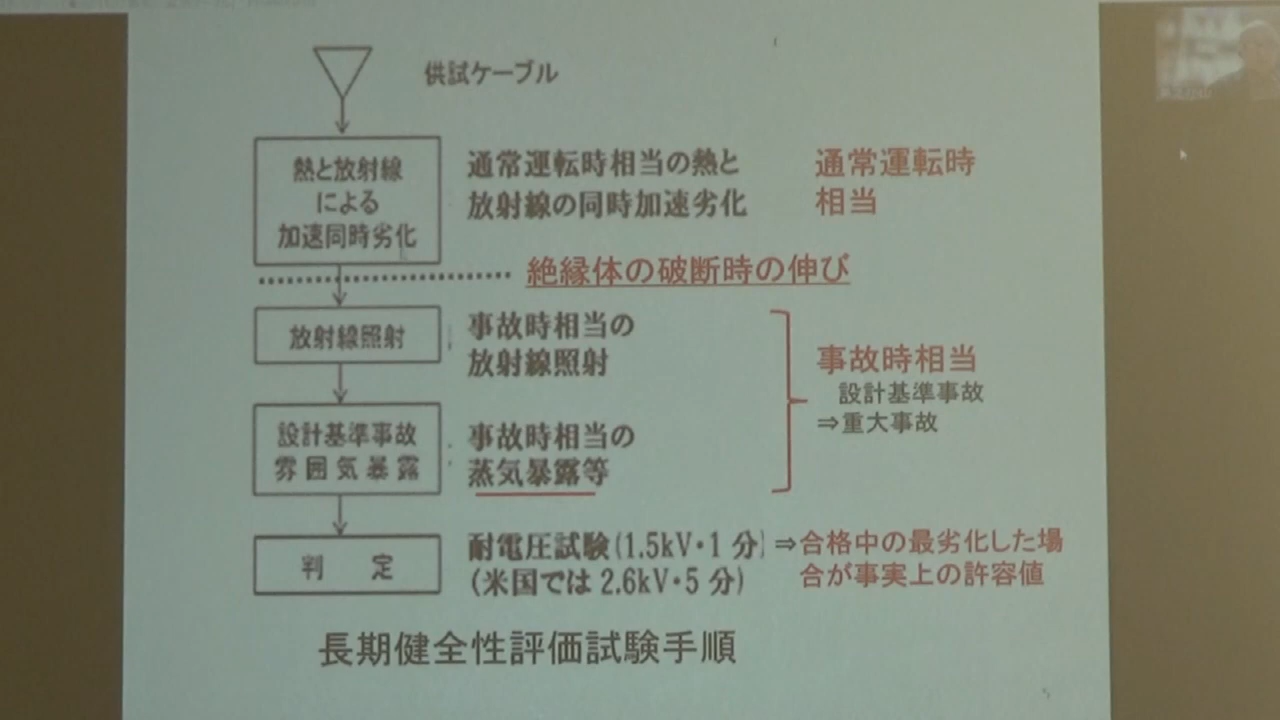 供試ケーブル
熱と放射線
による
加速同時劣化
通常運転時相当の熱と
放射線の同時加速劣化
通常運転時
相当
絶縁体の破断時の伸び
放射線照射
事故時相当の
放射線照射
設計基準事故
雰囲気暴露
事故時相当の
蒸気暴露等
事故時相当
設計基準事故
⇒重大事故
判 定
耐電圧試験(1.5kV・1 分)
(米国では 2.6kV・5 分)
⇒合格中の最劣化した場
合が事実上の許容値
長期健全性評価試験手順